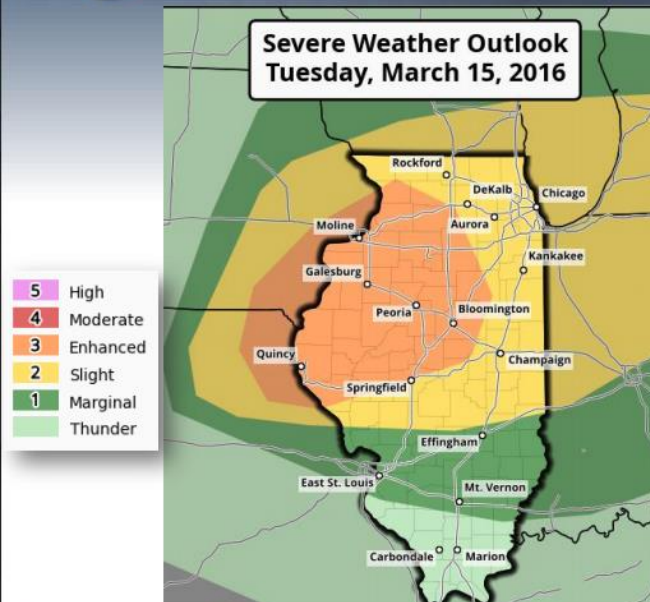 Severe Weather Outlook
Tuesday, March 15, 2016
Rockford
DeKalb
Chicago
Aurora
Moline
Kankakee
Galesburg
Peoria
Bloomington
Quincy
Champaign
Springfield
Effingham
East St. Louis
Mt. Vernon
Carbondale
Marion
5 High
4 Moderate
3 Enhanced
2 Slight
1 Marginal
Thunder